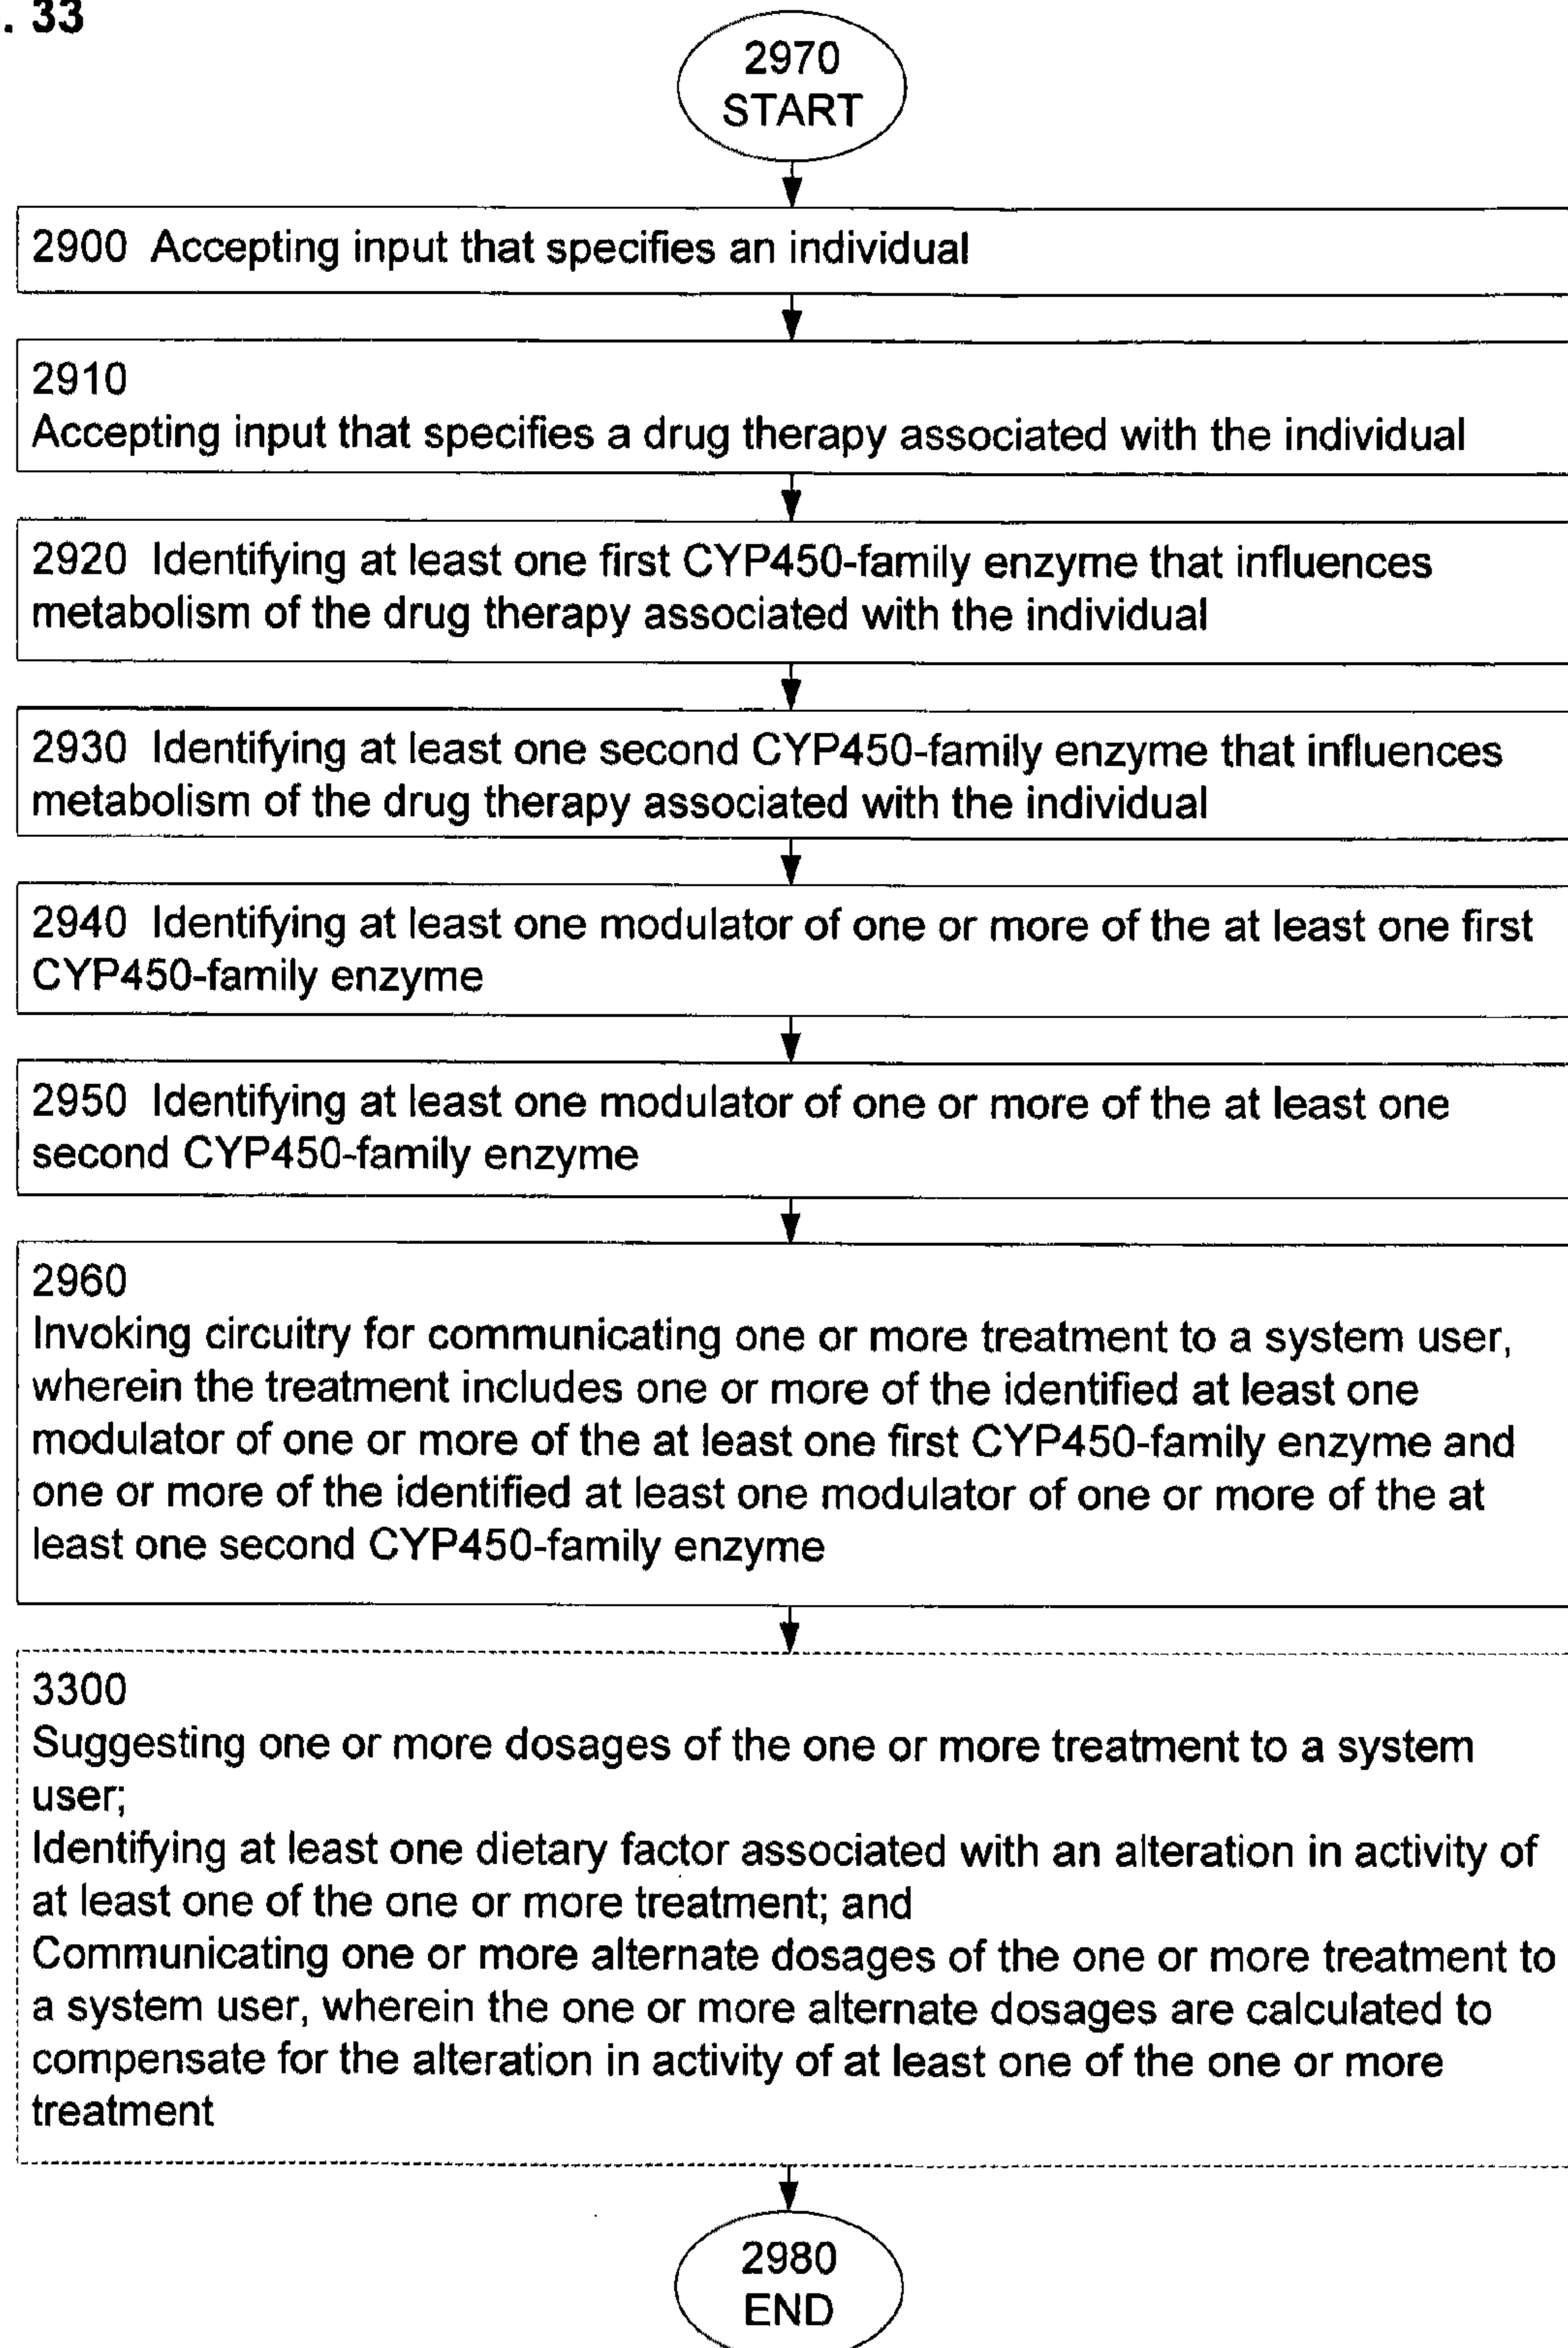 . 33
2970
START
2900 Accepting input that specifies an individual
2910
Accepting input that specifies a drug therapy associated with the individual
2920 Identifying at least one first CYP450-family enzyme that influences
metabolism of the drug therapy associated with the individual
2930 Identifying at least one second CYP450-family enzyme that influences
metabolism of the drug therapy associated with the individual
2940 Identifying at least one modulator of one or more of the at least one first
CYP450-family enzyme
2950 Identifying at least one modulator of one or more of the at least one
second CYP450-family enzyme
2960
Invoking circuitry for communicating one or more treatment to a system user,
wherein the treatment includes one or more of the identified at least one
modulator of one or more of the at least one first CYP450-family enzyme and
one or more of the identified at least one modulator of one or more of the at
least one second CYP450-family enzyme
3300
Suggesting one or more dosages of the one or more treatment to a system
user;
Identifying at least one dietary factor associated with an alteration in activity of
at least one of the one or more treatment; and
Communicating one or more alternate dosages of the one or more treatment to
a system user, wherein the one or more alternate dosages are calculated to
compensate for the alteration in activity of at least one of the one or more
treatment
2980
END